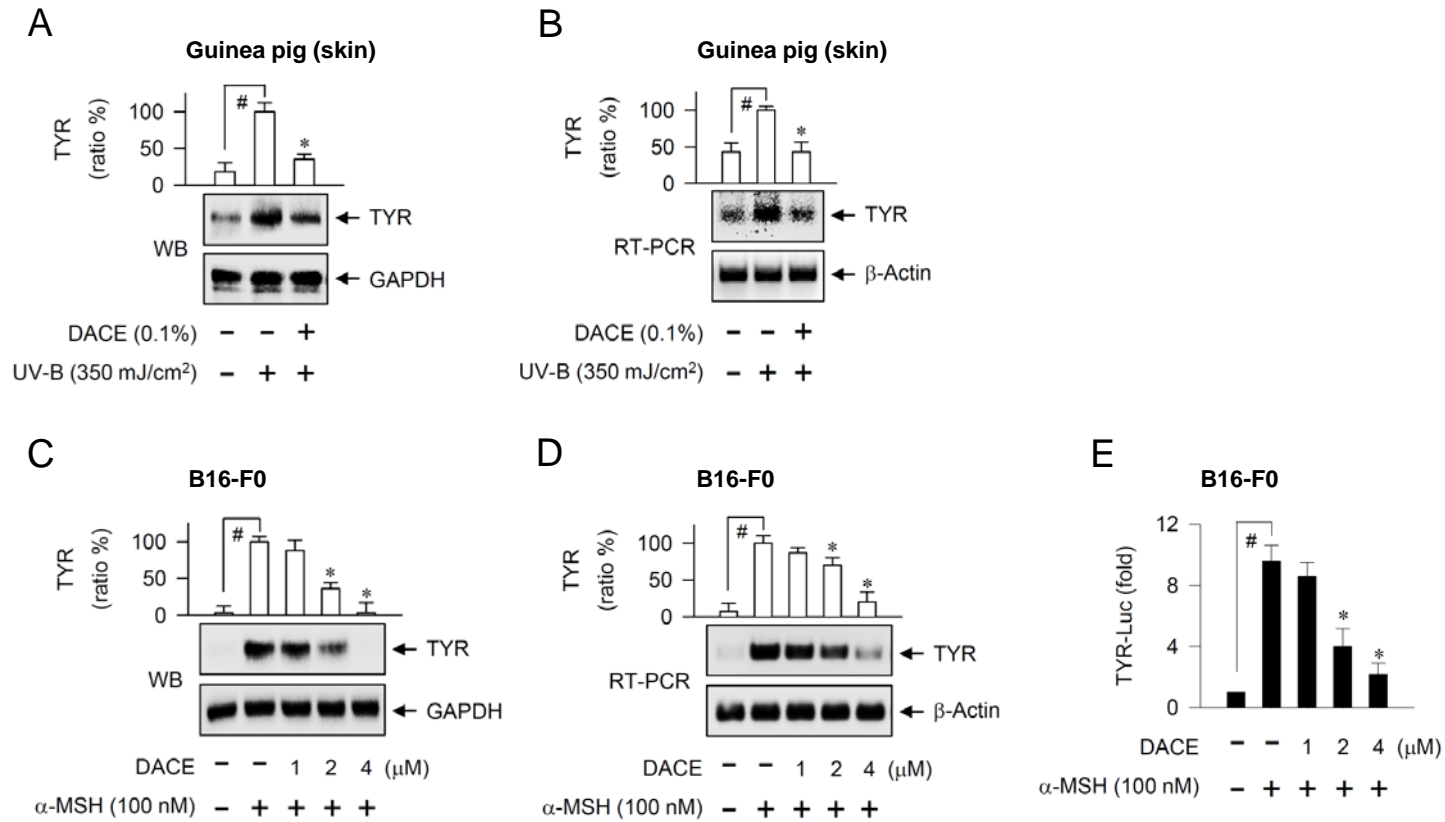 A
Guinea pig (skin)
TYR
(ratio %)
100
50
0
#
*
WB
TYR
GAPDH
DACE (0.1%) – – +
UV-B (350 mJ/cm²) – + +
B
Guinea pig (skin)
TYR
(ratio %)
100
50
0
#
*
RT-PCR
TYR
β-Actin
DACE (0.1%) – – +
UV-B (350 mJ/cm²) – + +
C
B16-F0
TYR
(ratio %)
100
50
0
#
*
*
WB
TYR
GAPDH
DACE – – 1 2 4 (μM)
α-MSH (100 nM) – + + + +
D
B16-F0
TYR
(ratio %)
100
50
0
#
*
*
RT-PCR
TYR
β-Actin
DACE – – 1 2 4 (μM)
α-MSH (100 nM) – + + + +
E
B16-F0
TYR-Luc (fold)
12
8
4
0
#
*
*
DACE – – 1 2 4 (μM)
α-MSH (100 nM) – + + + +